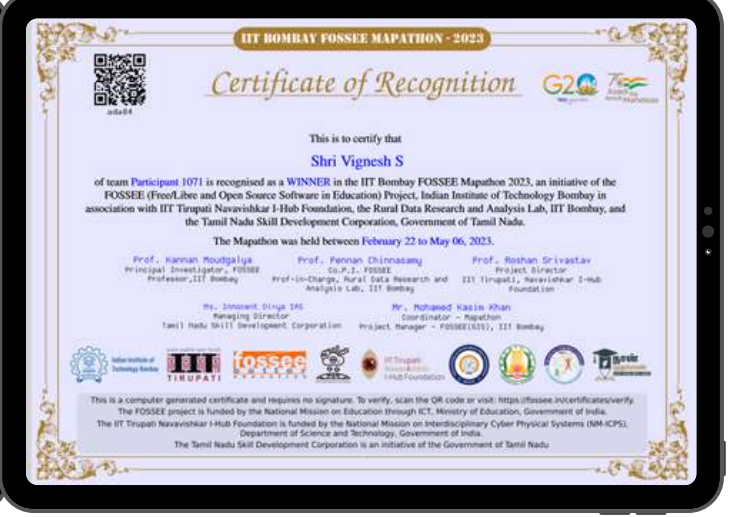 IIT BOMBAY FOSSEE MAPATHON - 2023
ada04
Certificate of Recognition
G20
This is to certify that
Shri Vignesh S
of team Participant 1071 is recognised as a WINNER in the IIT Bombay FOSSEE Mapathon 2023, an initiative of the
FOSSEE (Free/Libre and Open Source Software in Education) Project, Indian Institute of Technology Bombay in
association with IIT Tirupati Navavishkar I-Hub Foundation, the Rural Data Research and Analysis Lab, IIT Bombay, and
the Tamil Nadu Skill Development Corporation, Government of Tamil Nadu.
The Mapathon was held between February 22 to May 06, 2023.
Prof. Kannan Moudgalya
Principal Investigator, FOSSEE
Professor,IIT Bombay
Prof. Pennan Chinnasamy
Co.P.I. FOSSEE
Prof-in-Charge, Rural Data Research and
Analysis Lab, IIT Bombay
Prof. Roshan Srivastav
Project Director
IIT Tirupati, Navavishkar I-Hub
Foundation
Ms. Innocent Divya IAS
Managing Director
Tamil Nadu Skill Development Corporation
Mr. Mohamed Kasim Khan
Coordinator - Mapathon
Project Manager - FOSSEE(GIS), IIT Bombay
Indian Institute of
Technology Bombay
TIRUPATI
fossee
IIT Tirupati
Navavishkar
I-Hub Foundation
நான்
This is a computer generated certificate and requires no signature. To verify, scan the QR code or visit: https://fossee.in/certificates/verify.
The FOSSEE project is funded by the National Mission on Education through ICT, Ministry of Education, Government of India.
The IIT Tirupati Navavishkar I-Hub Foundation is funded by the National Mission on Interdisciplinary Cyber Physical Systems (NM-ICPS),
Department of Science and Technology, Government of India.
The Tamil Nadu Skill Development Corporation is an initiative of the Government of Tamil Nadu